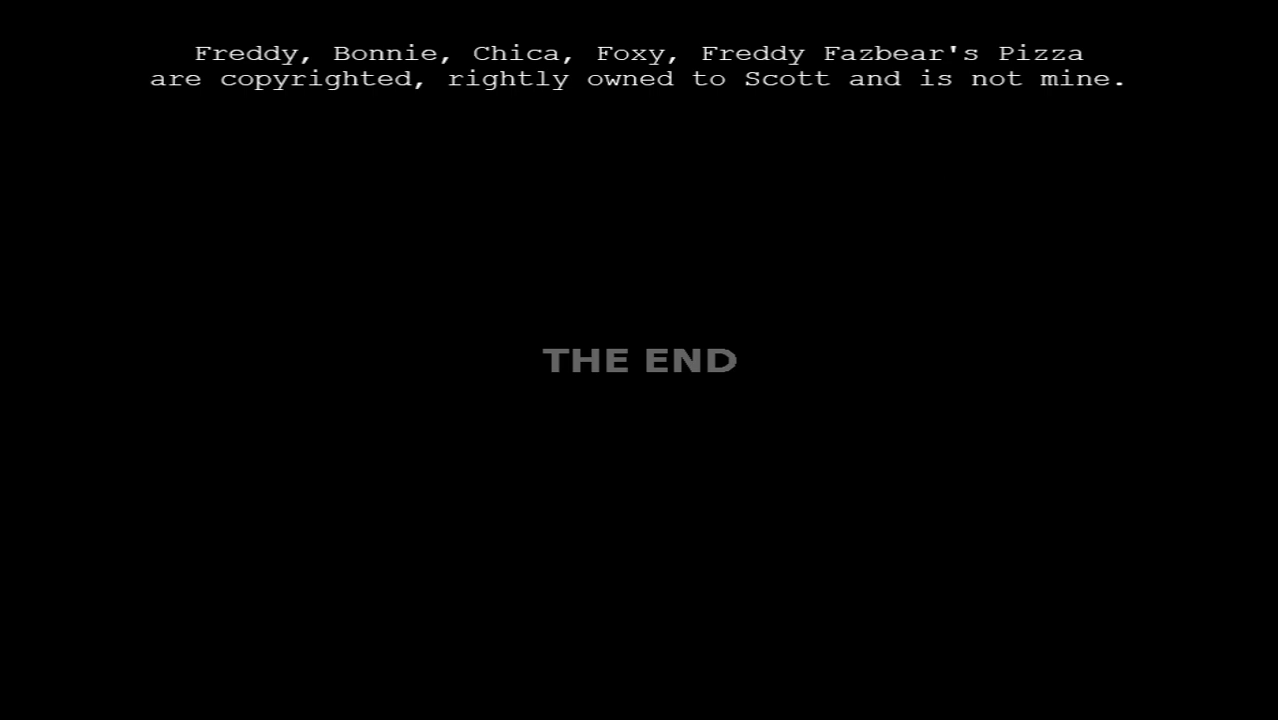 Freddy, Bonnie, Chica, Foxy, Freddy Fazbear's Pizza
are copyrighted, rightly owned to Scott and is not mine.
THE END